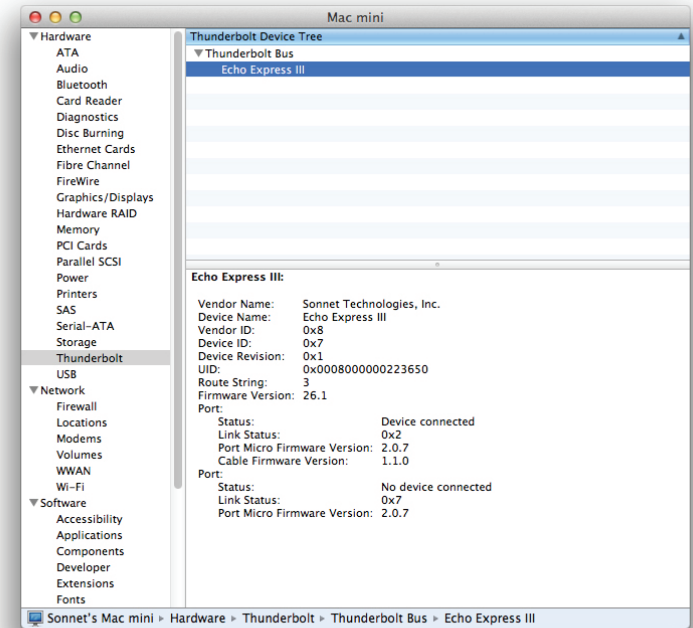 Mac mini
Hardware
ATA
Audio
Bluetooth
Card Reader
Diagnostics
Disc Burning
Ethernet Cards
Fibre Channel
FireWire
Graphics/Displays
Hardware RAID
Memory
PCI Cards
Parallel SCSI
Power
Printers
SAS
Serial-ATA
Storage
Thunderbolt
USB
Network
Firewall
Locations
Modems
Volumes
WWAN
Wi-Fi
Software
Accessibility
Applications
Components
Developer
Extensions
Fonts
Thunderbolt Device Tree
Thunderbolt Bus
Echo Express III
Echo Express III:
Vendor Name: Sonnet Technologies, Inc.
Device Name: Echo Express III
Vendor ID: 0x8
Device ID: 0x7
Device Revision: 0x1
UID: 0x0008000000223650
Route String: 3
Firmware Version: 26.1
Port:
Status: Device connected
Link Status: 0x2
Port Micro Firmware Version: 2.0.7
Cable Firmware Version: 1.1.0
Port:
Status: No device connected
Link Status: 0x7
Port Micro Firmware Version: 2.0.7
Sonnet's Mac mini ▸ Hardware ▸ Thunderbolt ▸ Thunderbolt Bus ▸ Echo Express III